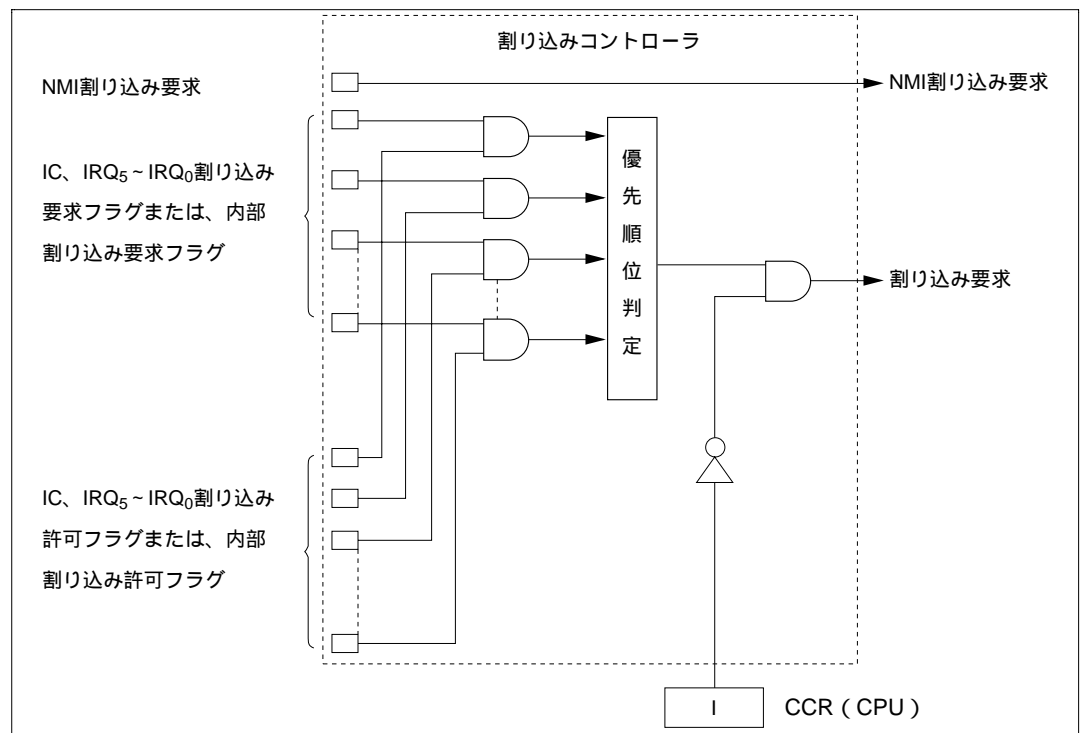 割り込みコントローラ
NMI割り込み要求
NMI割り込み要求
IC、IRQ5~IRQ0割り込み
要求フラグまたは、内部
割り込み要求フラグ
優先順位判定
割り込み要求
IC、IRQ5~IRQ0割り込み
許可フラグまたは、内部
割り込み許可フラグ
I
CCR(CPU)